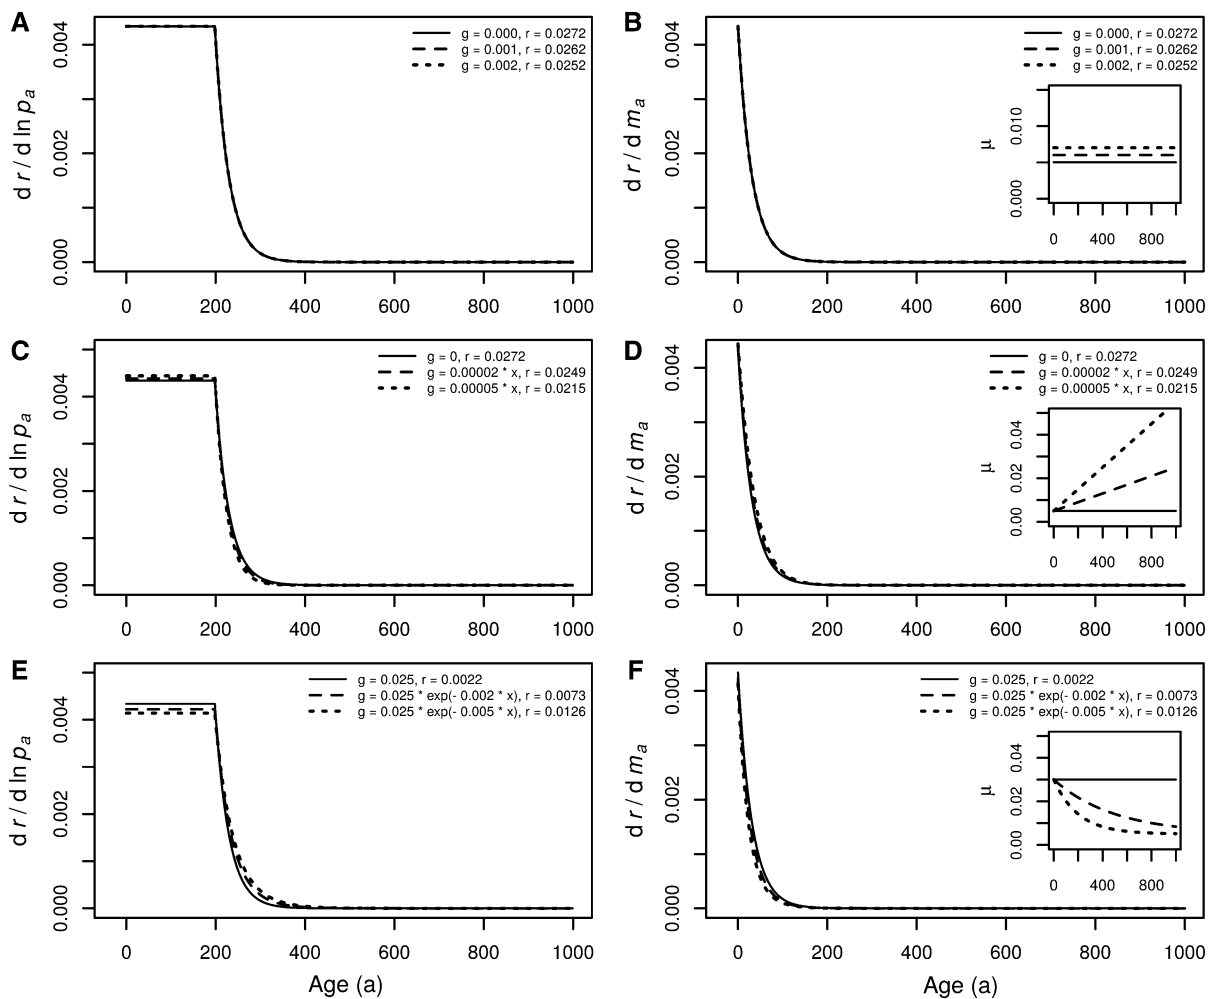 A
g = 0.000, r = 0.0272
g = 0.001, r = 0.0262
g = 0.002, r = 0.0252
d r / d ln pₐ
0.000 0.002 0.004
0 200 400 600 800 1000
B
g = 0.000, r = 0.0272
g = 0.001, r = 0.0262
g = 0.002, r = 0.0252
d r / d mₐ
0.000 0.002 0.004
0 200 400 600 800 1000
μ
0.000 0.010
0 400 800
C
g = 0, r = 0.0272
g = 0.00002 * x, r = 0.0249
g = 0.00005 * x, r = 0.0215
d r / d ln pₐ
0.000 0.002 0.004
0 200 400 600 800 1000
D
g = 0, r = 0.0272
g = 0.00002 * x, r = 0.0249
g = 0.00005 * x, r = 0.0215
d r / d mₐ
0.000 0.002 0.004
0 200 400 600 800 1000
μ
0.00 0.02 0.04
0 400 800
E
g = 0.025, r = 0.0022
g = 0.025 * exp(- 0.002 * x), r = 0.0073
g = 0.025 * exp(- 0.005 * x), r = 0.0126
d r / d ln pₐ
0.000 0.002 0.004
0 200 400 600 800 1000
Age (a)
F
g = 0.025, r = 0.0022
g = 0.025 * exp(- 0.002 * x), r = 0.0073
g = 0.025 * exp(- 0.005 * x), r = 0.0126
d r / d mₐ
0.000 0.002 0.004
0 200 400 600 800 1000
Age (a)
μ
0.00 0.02 0.04
0 400 800